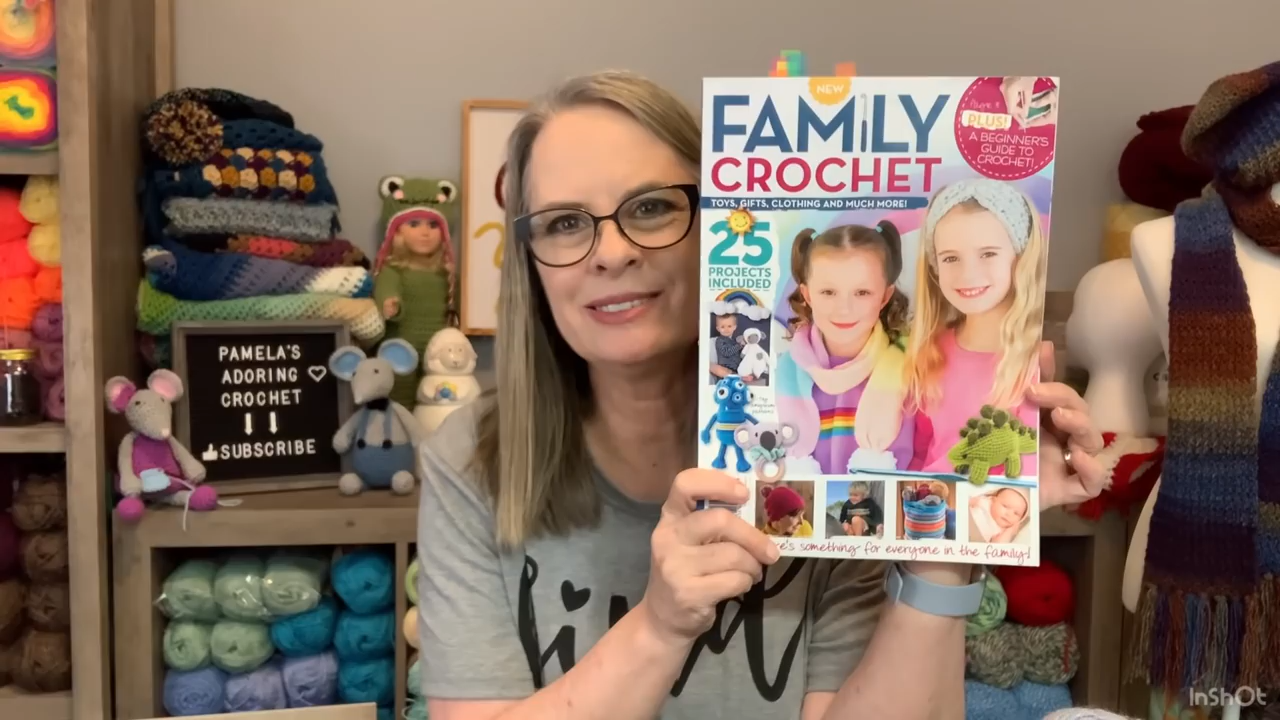 PAMELA'S
ADORING
CROCHET
SUBSCRIBE
NEW
FAMILY
CROCHET
TOYS, GIFTS, CLOTHING AND MUCH MORE!
PLUS!
A BEGINNER'S
GUIDE TO
CROCHET!
25
PROJECTS
INCLUDED
something for everyone in the family!
kind
InShOt